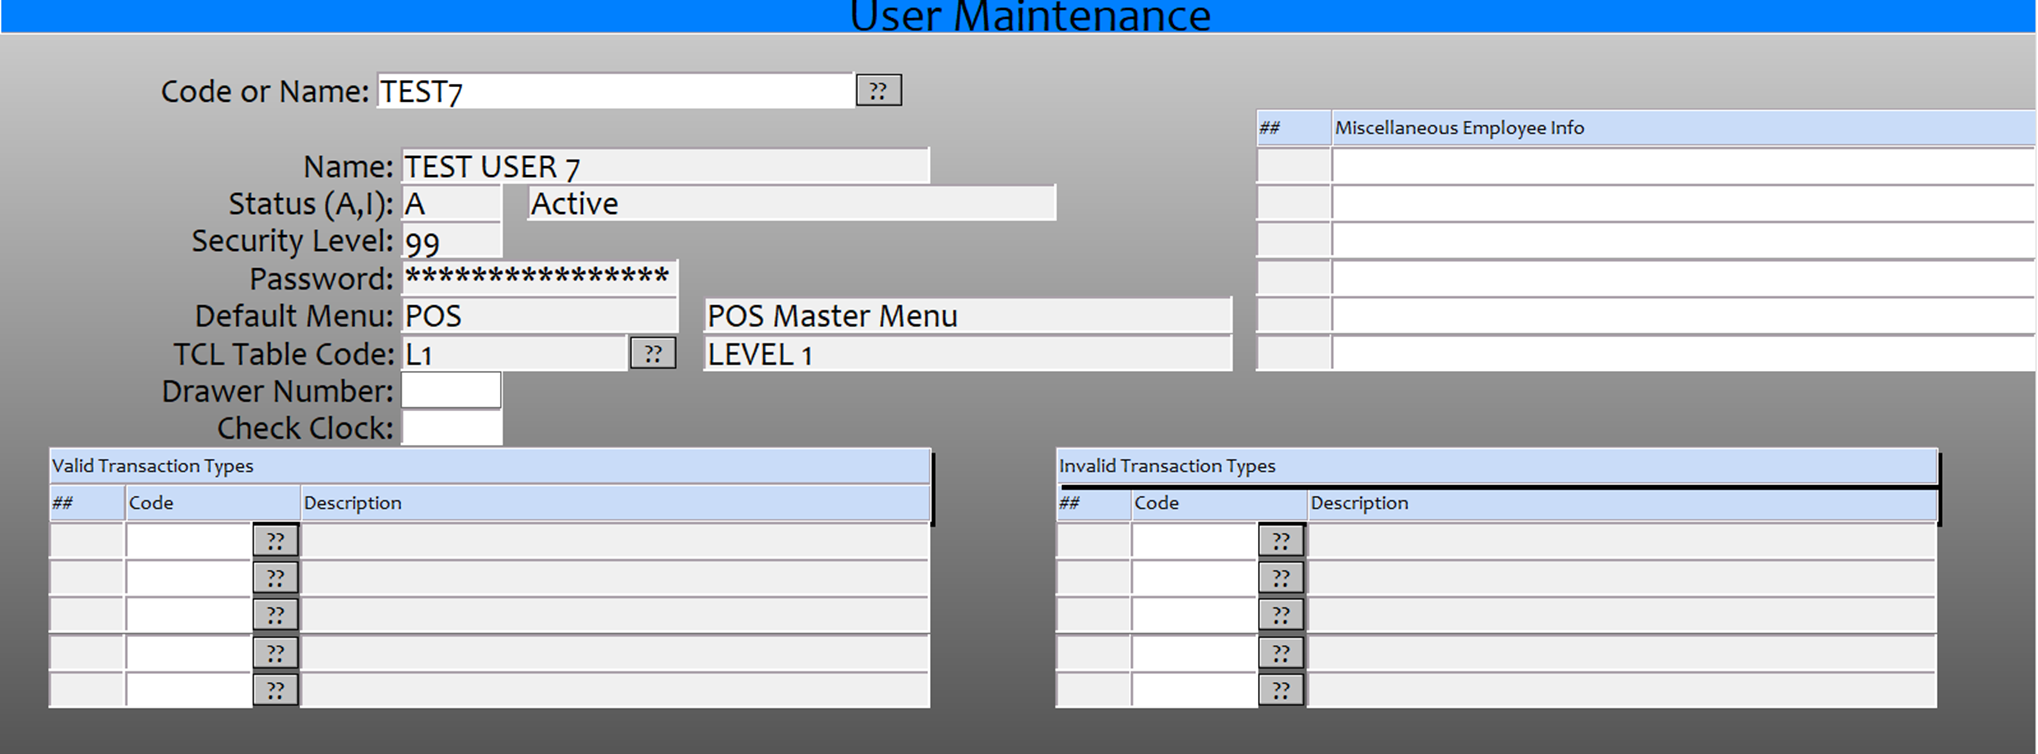 User Maintenance
Code or Name: TEST7 ??
## Miscellaneous Employee Info
Name: TEST USER 7
Status (A,I): A Active
Security Level: 99
Password: ****************
Default Menu: POS POS Master Menu
TCL Table Code: L1 ?? LEVEL 1
Drawer Number:
Check Clock:
Valid Transaction Types
## Code Description
??
??
??
??
??
Invalid Transaction Types
## Code Description
??
??
??
??
??